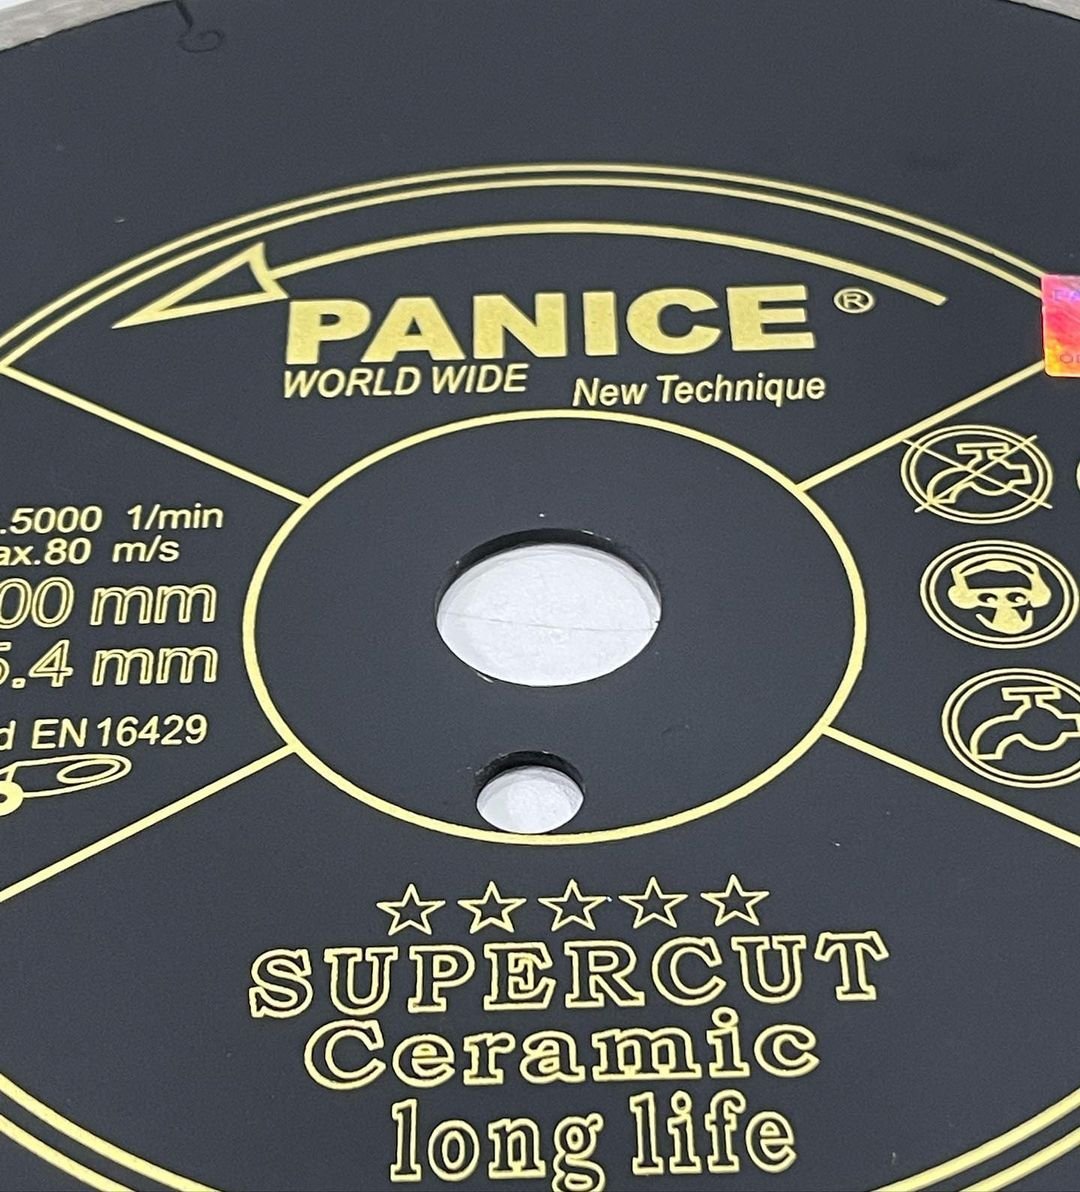 PANICE®
WORLD WIDE New Technique
.5000 1/min
ax.80 m/s
00 mm
5.4 mm
d EN 16429
SUPERCUT
Ceramic
long life